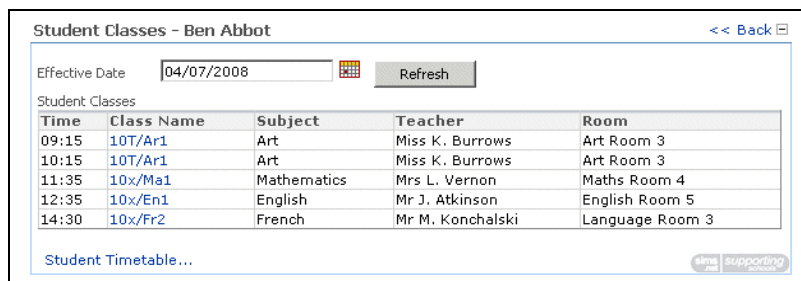 Student Classes - Ben Abbot << Back
Effective Date 04/07/2008 Refresh
Student Classes
Time Class Name Subject Teacher Room
09:15 10T/Ar1 Art Miss K. Burrows Art Room 3
10:15 10T/Ar1 Art Miss K. Burrows Art Room 3
11:35 10x/Ma1 Mathematics Mrs L. Vernon Maths Room 4
12:35 10x/En1 English Mr J. Atkinson English Room 5
14:30 10x/Fr2 French Mr M. Konchalski Language Room 3
Student Timetable... sims.net supporting schools